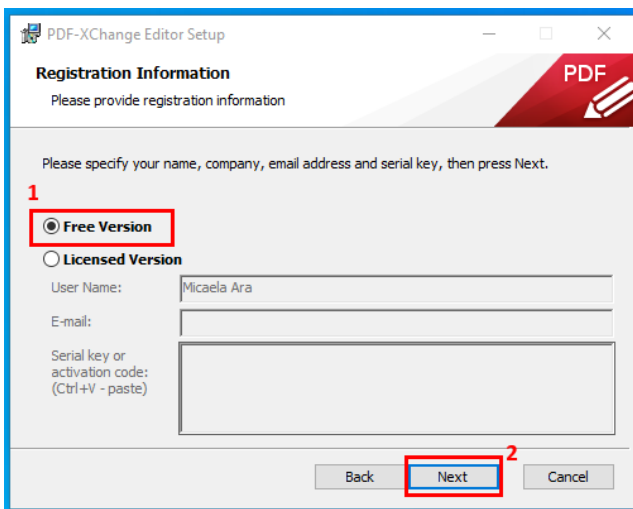 PDF-XChange Editor Setup
Registration Information
PDF
Please provide registration information
Please specify your name, company, email address and serial key, then press Next.
1
Free Version
Licensed Version
User Name: Micaela Ara
E-mail:
Serial key or
activation code:
(Ctrl+V - paste)
2
Back Next Cancel